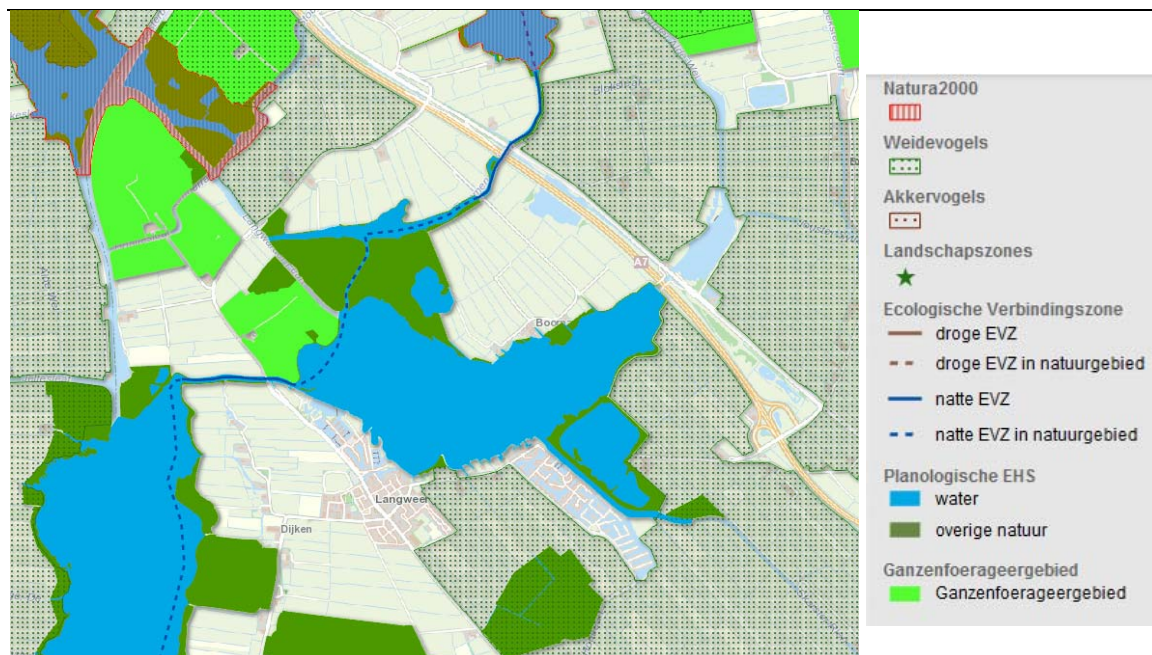 A7
Boorn
Langweer
Dijken
Natura2000
Weidevogels
Akkervogels
Landschapszones
Ecologische Verbindingszone
droge EVZ
droge EVZ in natuurgebied
natte EVZ
natte EVZ in natuurgebied
Planologische EHS
water
overige natuur
Ganzenfoerageergebied
Ganzenfoerageergebied